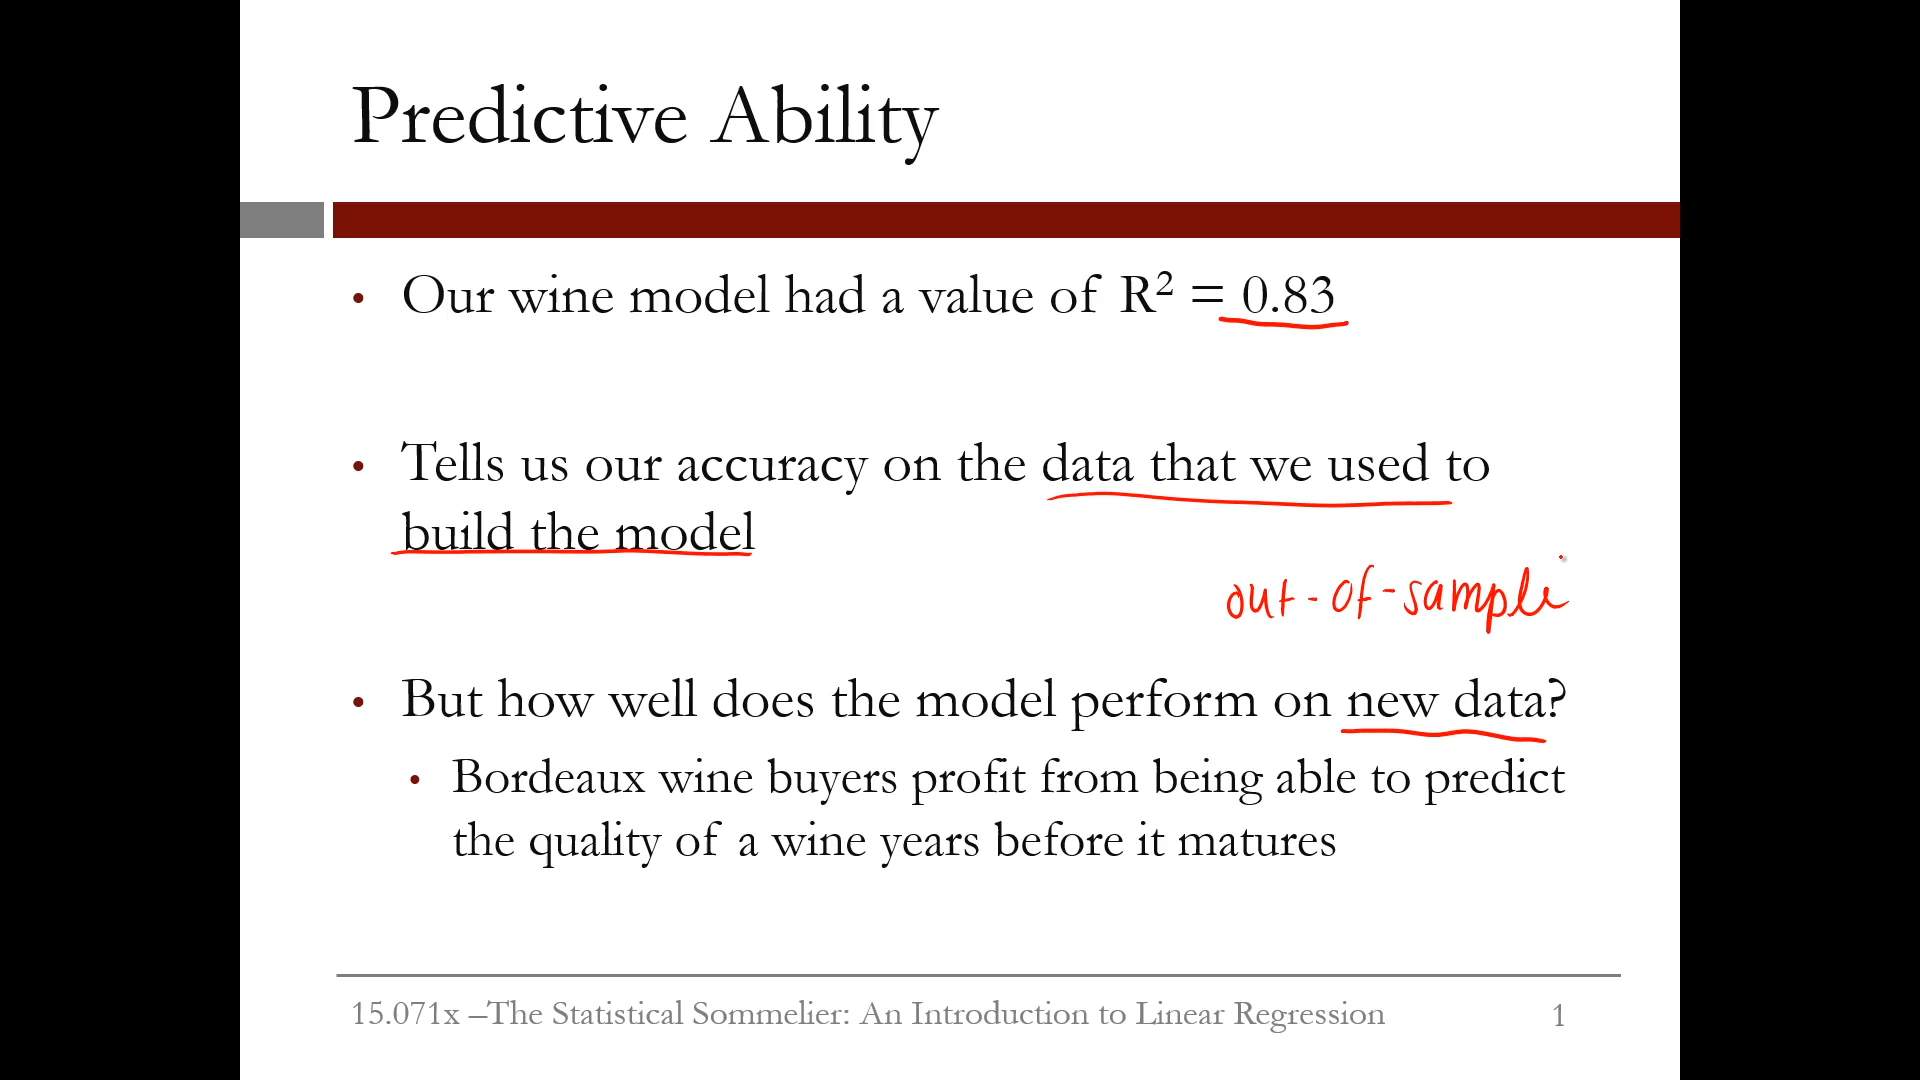 Predictive Ability
• Our wine model had a value of R² = 0.83
• Tells us our accuracy on the data that we used to
build the model
out-of-sample
• But how well does the model perform on new data?
• Bordeaux wine buyers profit from being able to predict
the quality of a wine years before it matures
15.071x –The Statistical Sommelier: An Introduction to Linear Regression 1